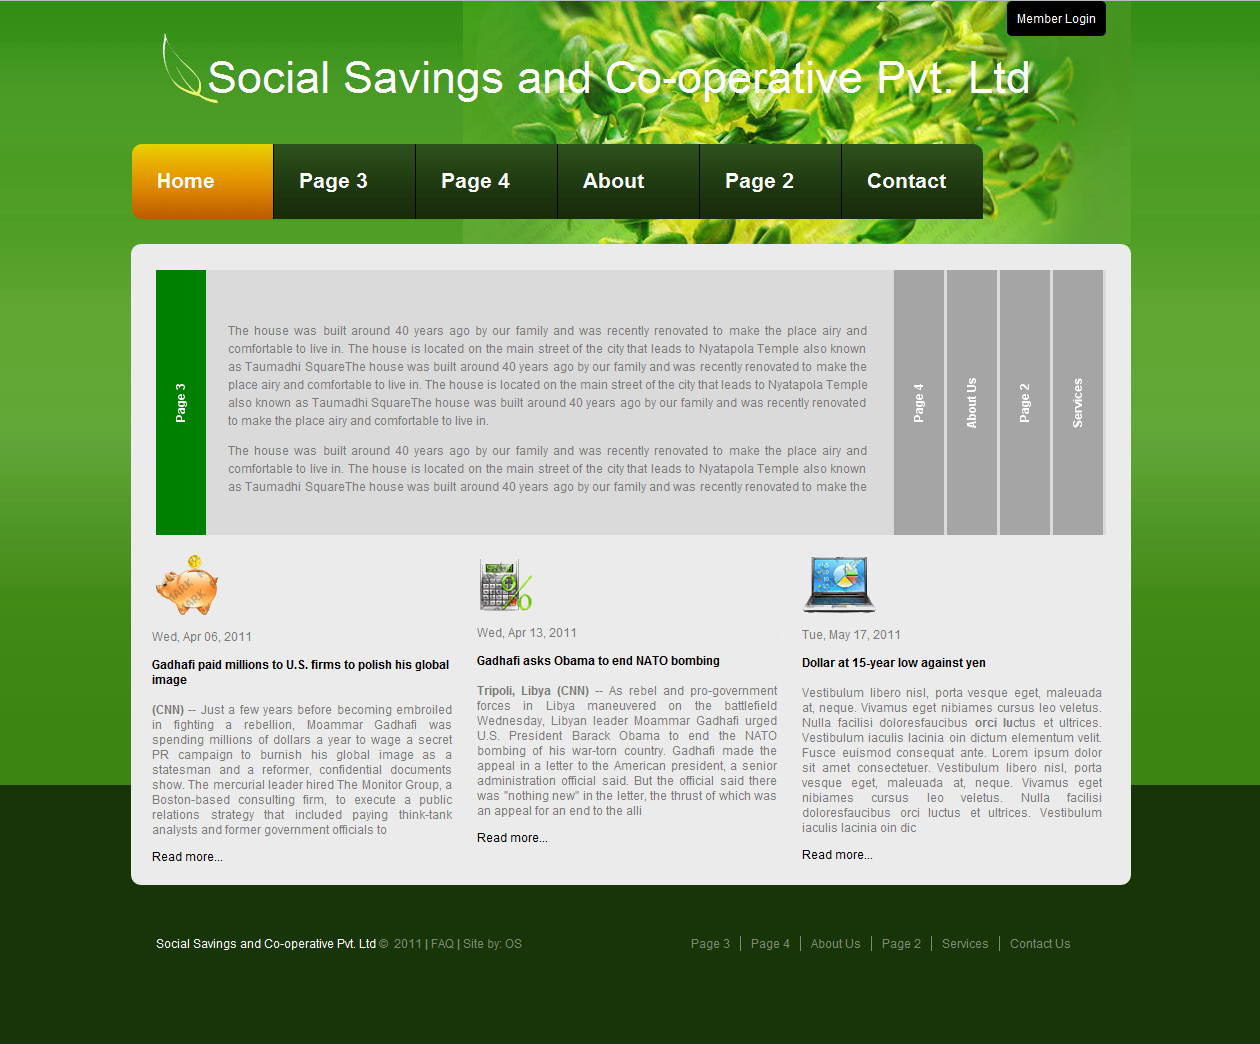 Member Login
Social Savings and Co-operative Pvt. Ltd
Home
Page 3
Page 4
About
Page 2
Contact
Page 3
The house was built around 40 years ago by our family and was recently renovated to make the place airy and
comfortable to live in. The house is located on the main street of the city that leads to Nyatapola Temple also known
as Taumadhi SquareThe house was built around 40 years ago by our family and was recently renovated to make the
place airy and comfortable to live in. The house is located on the main street of the city that leads to Nyatapola Temple
also known as Taumadhi SquareThe house was built around 40 years ago by our family and was recently renovated
to make the place airy and comfortable to live in.
The house was built around 40 years ago by our family and was recently renovated to make the place airy and
comfortable to live in. The house is located on the main street of the city that leads to Nyatapola Temple also known
as Taumadhi SquareThe house was built around 40 years ago by our family and was recently renovated to make the
Page 4
About Us
Page 2
Services
Wed, Apr 06, 2011
Gadhafi paid millions to U.S. firms to polish his global
image
(CNN) -- Just a few years before becoming embroiled
in fighting a rebellion, Moammar Gadhafi was
spending millions of dollars a year to wage a secret
PR campaign to burnish his global image as a
statesman and a reformer, confidential documents
show. The mercurial leader hired The Monitor Group, a
Boston-based consulting firm, to execute a public
relations strategy that included paying think-tank
analysts and former government officials to
Read more...
Wed, Apr 13, 2011
Gadhafi asks Obama to end NATO bombing
Tripoli, Libya (CNN) -- As rebel and pro-government
forces in Libya maneuvered on the battlefield
Wednesday, Libyan leader Moammar Gadhafi urged
U.S. President Barack Obama to end the NATO
bombing of his war-torn country. Gadhafi made the
appeal in a letter to the American president, a senior
administration official said. But the official said there
was "nothing new" in the letter, the thrust of which was
an appeal for an end to the alli
Read more...
Tue, May 17, 2011
Dollar at 15-year low against yen
Vestibulum libero nisl, porta vesque eget, maleuada
at, neque. Vivamus eget nibiames cursus leo veletus.
Nulla facilisi doloresfaucibus orci luctus et ultrices.
Vestibulum iaculis lacinia oin dictum elementum velit.
Fusce euismod consequat ante. Lorem ipsum dolor
sit amet consectetuer. Vestibulum libero nisl, porta
vesque eget, maleuada at, neque. Vivamus eget
nibiames cursus leo veletus. Nulla facilisi
doloresfaucibus orci luctus et ultrices. Vestibulum
iaculis lacinia oin dic
Read more...
Social Savings and Co-operative Pvt. Ltd © 2011 | FAQ | Site by: OS
Page 3
Page 4
About Us
Page 2
Services
Contact Us